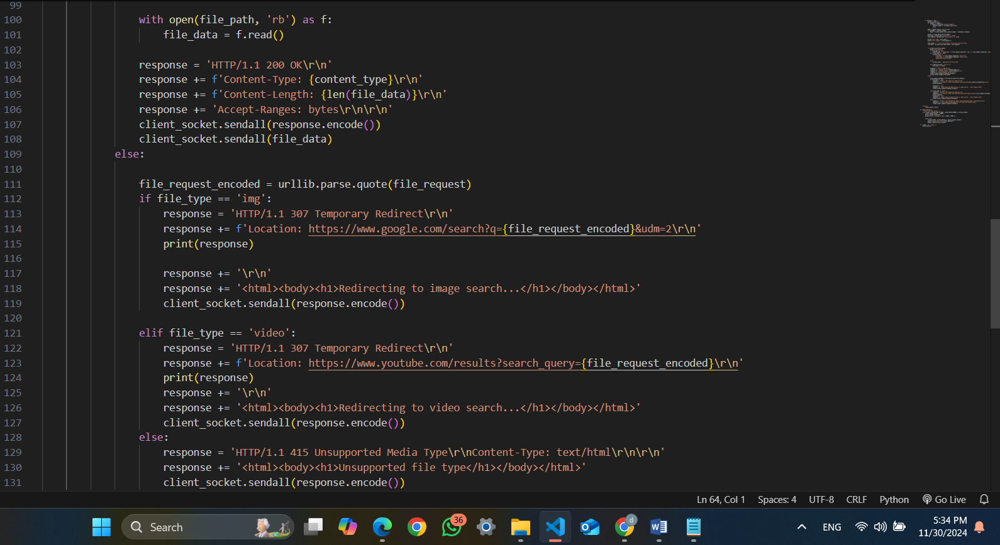 99
100 with open(file_path, 'rb') as f:
101 file_data = f.read()
102
103 response = 'HTTP/1.1 200 OK\r\n'
104 response += f'Content-Type: {content_type}\r\n'
105 response += f'Content-Length: {len(file_data)}\r\n'
106 response += 'Accept-Ranges: bytes\r\n\r\n'
107 client_socket.sendall(response.encode())
108 client_socket.sendall(file_data)
109 else:
110
111 file_request_encoded = urllib.parse.quote(file_request)
112 if file_type == 'img':
113 response = 'HTTP/1.1 307 Temporary Redirect\r\n'
114 response += f'Location: https://www.google.com/search?q={file_request_encoded}&udm=2\r\n'
115 print(response)
116
117 response += '\r\n'
118 response += '<html><body><h1>Redirecting to image search...</h1></body></html>'
119 client_socket.sendall(response.encode())
120
121 elif file_type == 'video':
122 response = 'HTTP/1.1 307 Temporary Redirect\r\n'
123 response += f'Location: https://www.youtube.com/results?search_query={file_request_encoded}\r\n'
124 print(response)
125 response += '\r\n'
126 response += '<html><body><h1>Redirecting to video search...</h1></body></html>'
127 client_socket.sendall(response.encode())
128 else:
129 response = 'HTTP/1.1 415 Unsupported Media Type\r\nContent-Type: text/html\r\n\r\n'
130 response += '<html><body><h1>Unsupported file type</h1></body></html>'
131 client_socket.sendall(response.encode())
Ln 64, Col 1 Spaces: 4 UTF-8 CRLF Python Go Live
Search 36 d ENG 5:34 PM
11/30/2024